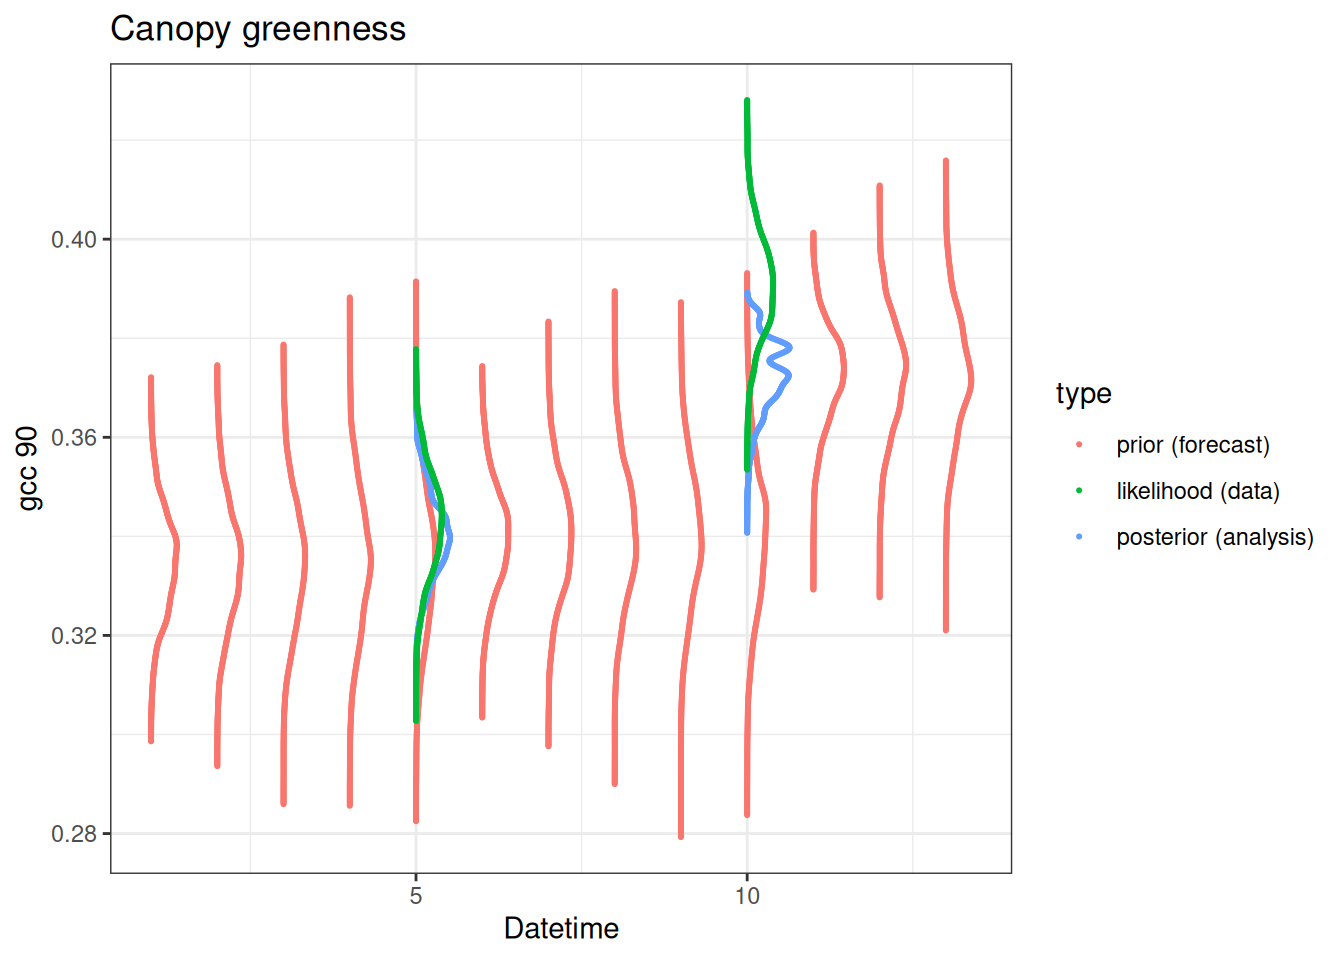 Canopy greenness
gcc 90
0.40
0.36
0.32
0.28
5
10
Datetime
type
prior (forecast)
likelihood (data)
posterior (analysis)